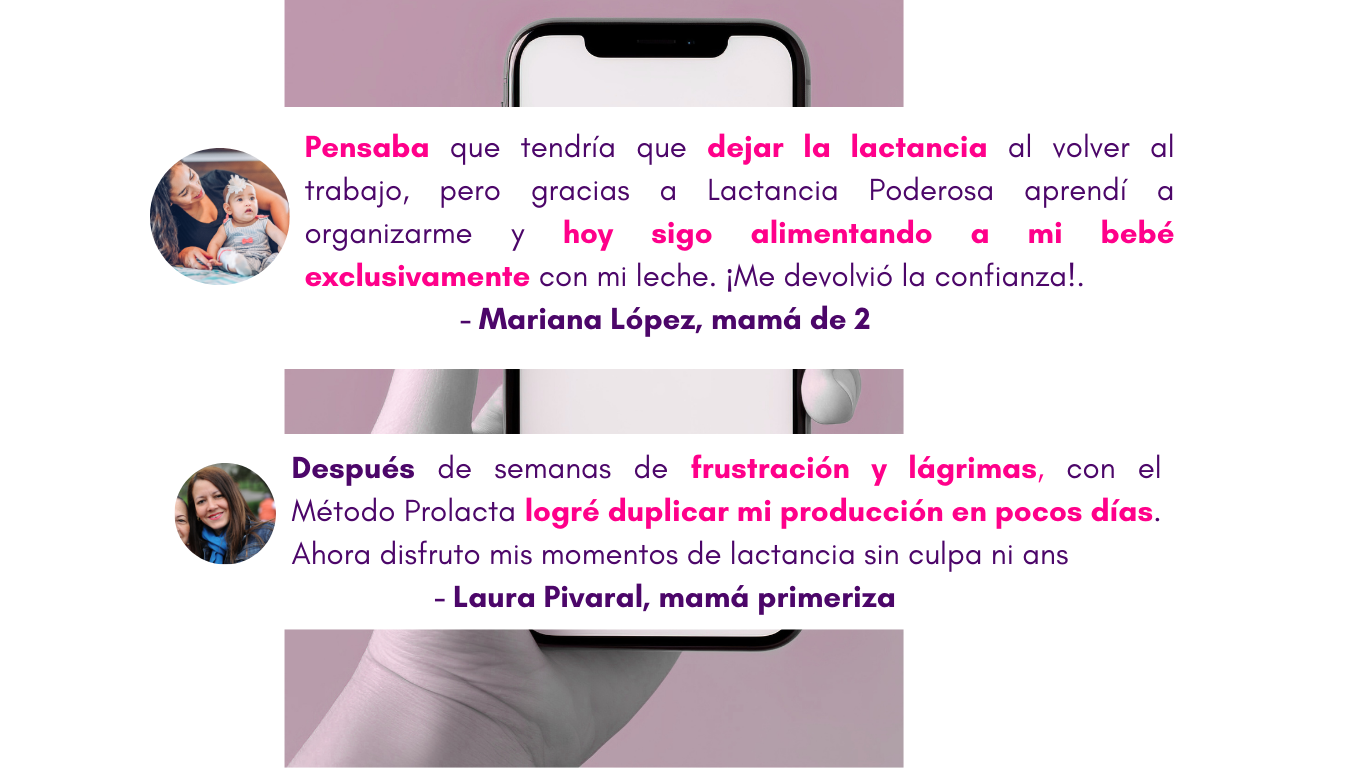 Pensaba que tendría que dejar la lactancia al volver al
trabajo, pero gracias a Lactancia Poderosa aprendí a
organizarme y hoy sigo alimentando a mi bebé
exclusivamente con mi leche. ¡Me devolvió la confianza!.
- Mariana López, mamá de 2
Después de semanas de frustración y lágrimas, con el
Método Prolacta logré duplicar mi producción en pocos días.
Ahora disfruto mis momentos de lactancia sin culpa ni ans
- Laura Pivaral, mamá primeriza